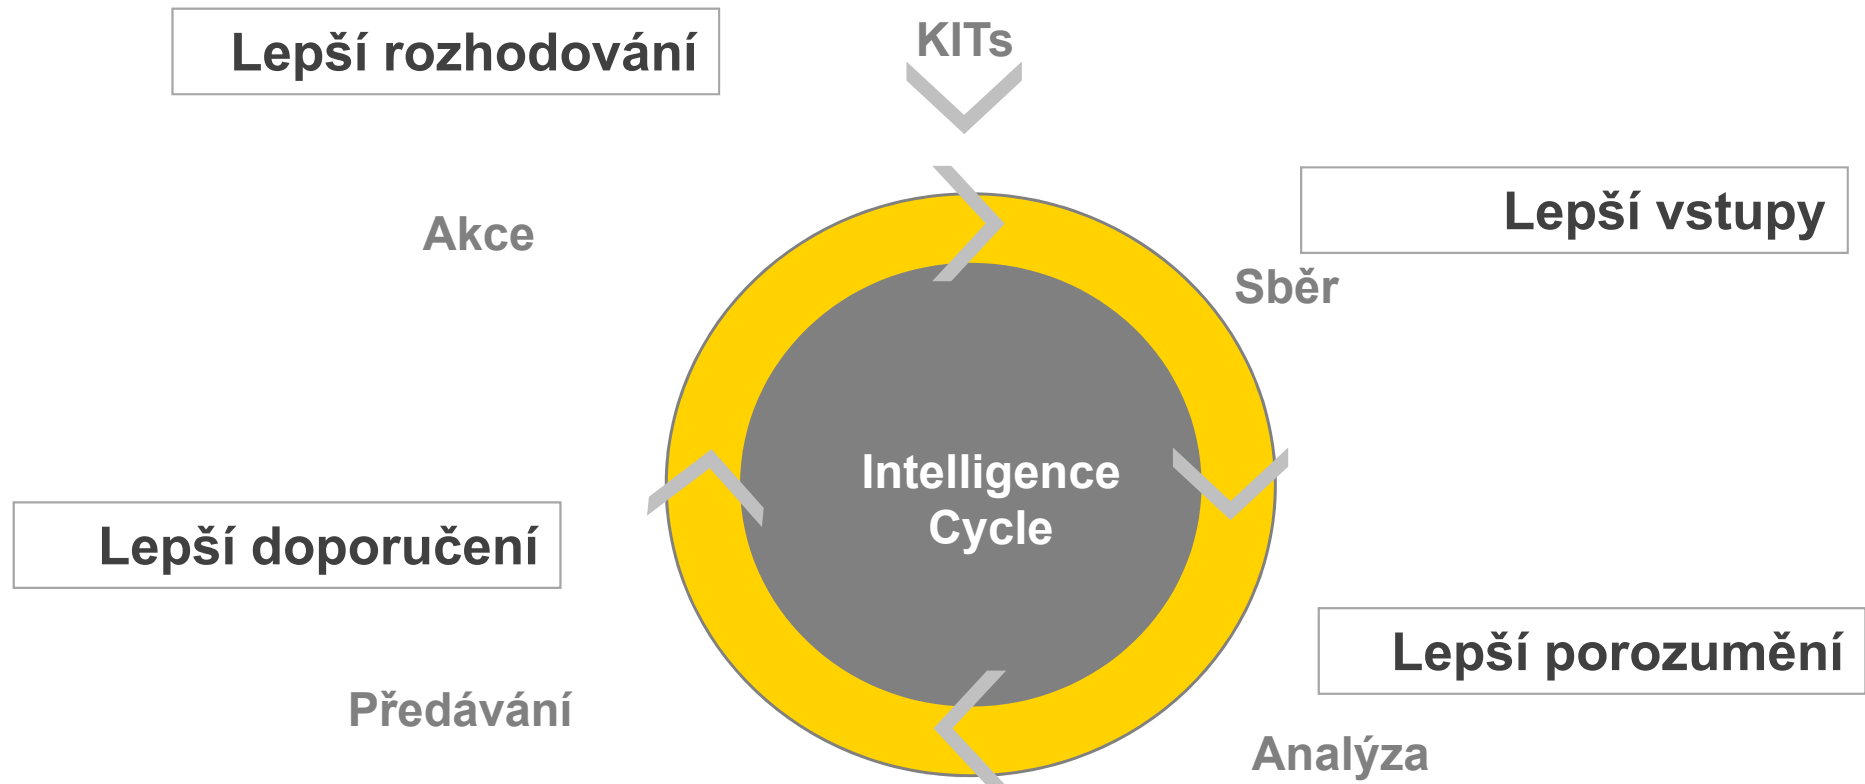 Lepší rozhodování
KITs
Akce
Lepší vstupy
Sběr
Intelligence
Cycle
Lepší doporučení
Lepší porozumění
Předávání
Analýza